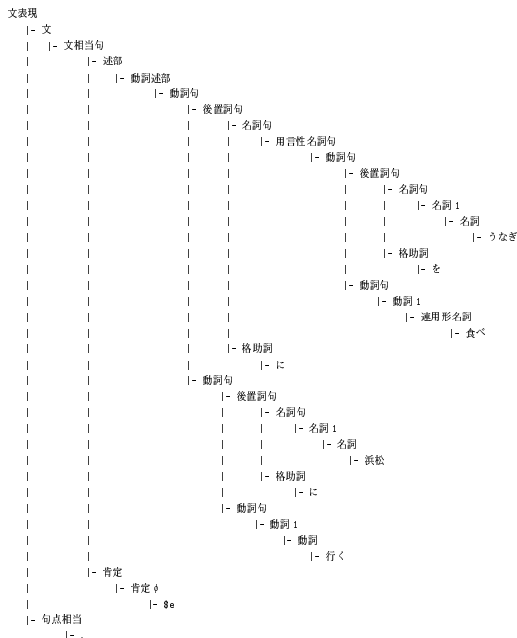 文表現
|- 文
| |- 文相当句
| | |- 述部
| | | |- 動詞述部
| | |- 動詞句
| | |- 後置詞句
| | | |- 名詞句
| | | | |- 用言性名詞句
| | | | |- 動詞句
| | | | |- 後置詞句
| | | | | |- 名詞句
| | | | | | |- 名詞1
| | | | | | |- 名詞
| | | | | | |- うなぎ
| | | | | |- 格助詞
| | | | | |- を
| | | | |- 動詞句
| | | | |- 動詞1
| | | | |- 連用形名詞
| | | | |- 食べ
| | | |- 格助詞
| | | |- に
| | |- 動詞句
| | | |- 後置詞句
| | | | |- 名詞句
| | | | | |- 名詞1
| | | | | |- 名詞
| | | | | |- 浜松
| | | | |- 格助詞
| | | | |- に
| | | |- 動詞句
| | |- 動詞1
| | |- 動詞
| | |- 行く
| |- 肯定
| |- 肯定φ
| |- $e
|- 句点相当
|- .